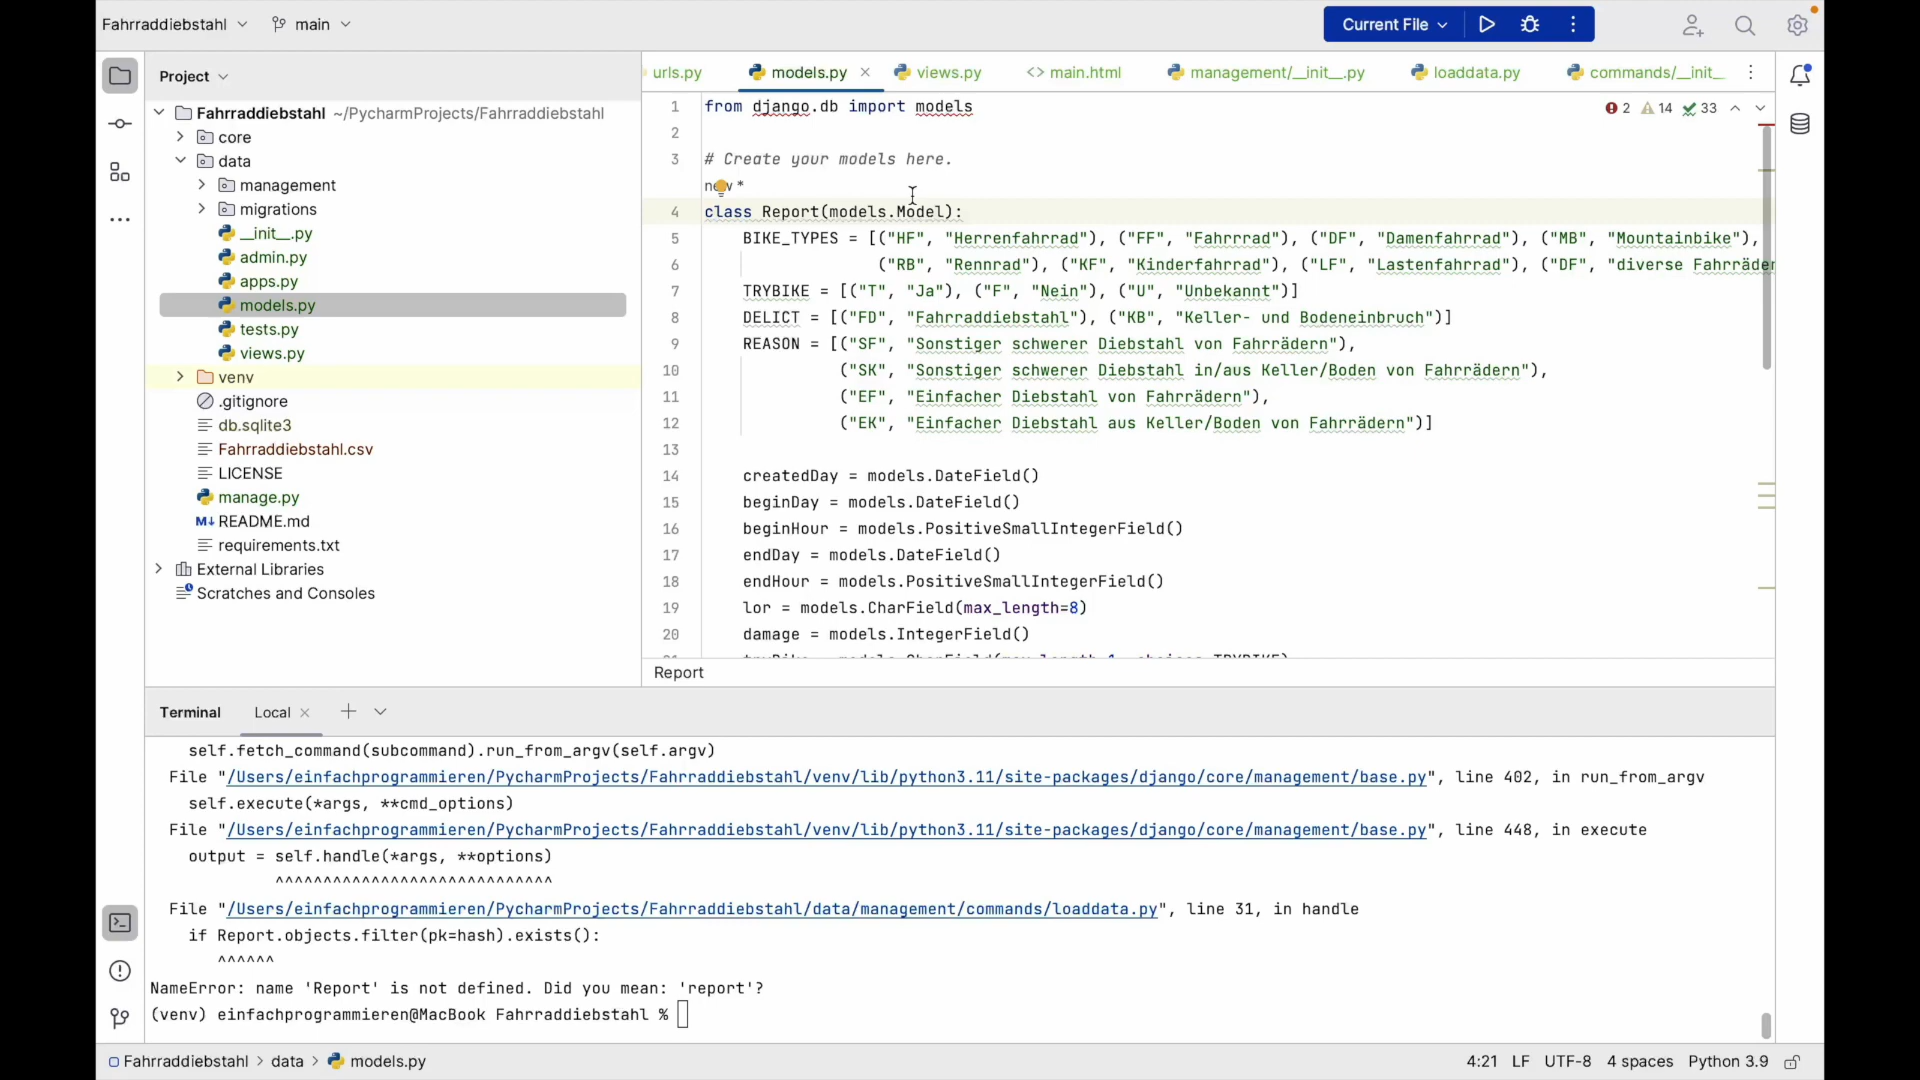 Fahrraddiebstahl main Current File
Project
Fahrraddiebstahl ~/PycharmProjects/Fahrraddiebstahl
core
data
management
migrations
__init__.py
admin.py
apps.py
models.py
tests.py
views.py
venv
.gitignore
db.sqlite3
Fahrraddiebstahl.csv
LICENSE
manage.py
M↓ README.md
requirements.txt
External Libraries
Scratches and Consoles
urls.py models.py views.py <> main.html management/__init__.py loaddata.py commands/__init__
2 14 33
1 from django.db import models
2
3 # Create your models here.
new *
4 class Report(models.Model):
5 BIKE_TYPES = [("HF", "Herrenfahrrad"), ("FF", "Fahrrrad"), ("DF", "Damenfahrrad"), ("MB", "Mountainbike"),
6 ("RB", "Rennrad"), ("KF", "Kinderfahrrad"), ("LF", "Lastenfahrrad"), ("DF", "diverse Fahrräder
7 TRYBIKE = [("T", "Ja"), ("F", "Nein"), ("U", "Unbekannt")]
8 DELICT = [("FD", "Fahrraddiebstahl"), ("KB", "Keller- und Bodeneinbruch")]
9 REASON = [("SF", "Sonstiger schwerer Diebstahl von Fahrrädern"),
10 ("SK", "Sonstiger schwerer Diebstahl in/aus Keller/Boden von Fahrrädern"),
11 ("EF", "Einfacher Diebstahl von Fahrrädern"),
12 ("EK", "Einfacher Diebstahl aus Keller/Boden von Fahrrädern")]
13
14 createdDay = models.DateField()
15 beginDay = models.DateField()
16 beginHour = models.PositiveSmallIntegerField()
17 endDay = models.DateField()
18 endHour = models.PositiveSmallIntegerField()
19 lor = models.CharField(max_length=8)
20 damage = models.IntegerField()
Report
Terminal Local
self.fetch_command(subcommand).run_from_argv(self.argv)
File "/Users/einfachprogrammieren/PycharmProjects/Fahrraddiebstahl/venv/lib/python3.11/site-packages/django/core/management/base.py", line 402, in run_from_argv
self.execute(*args, **cmd_options)
File "/Users/einfachprogrammieren/PycharmProjects/Fahrraddiebstahl/venv/lib/python3.11/site-packages/django/core/management/base.py", line 448, in execute
output = self.handle(*args, **options)
^^^^^^^^^^^^^^^^^^^^^^^^^^^^^
File "/Users/einfachprogrammieren/PycharmProjects/Fahrraddiebstahl/data/management/commands/loaddata.py", line 31, in handle
if Report.objects.filter(pk=hash).exists():
^^^^^^
NameError: name 'Report' is not defined. Did you mean: 'report'?
(venv) einfachprogrammieren@MacBook Fahrraddiebstahl %
Fahrraddiebstahl > data > models.py 4:21 LF UTF-8 4 spaces Python 3.9